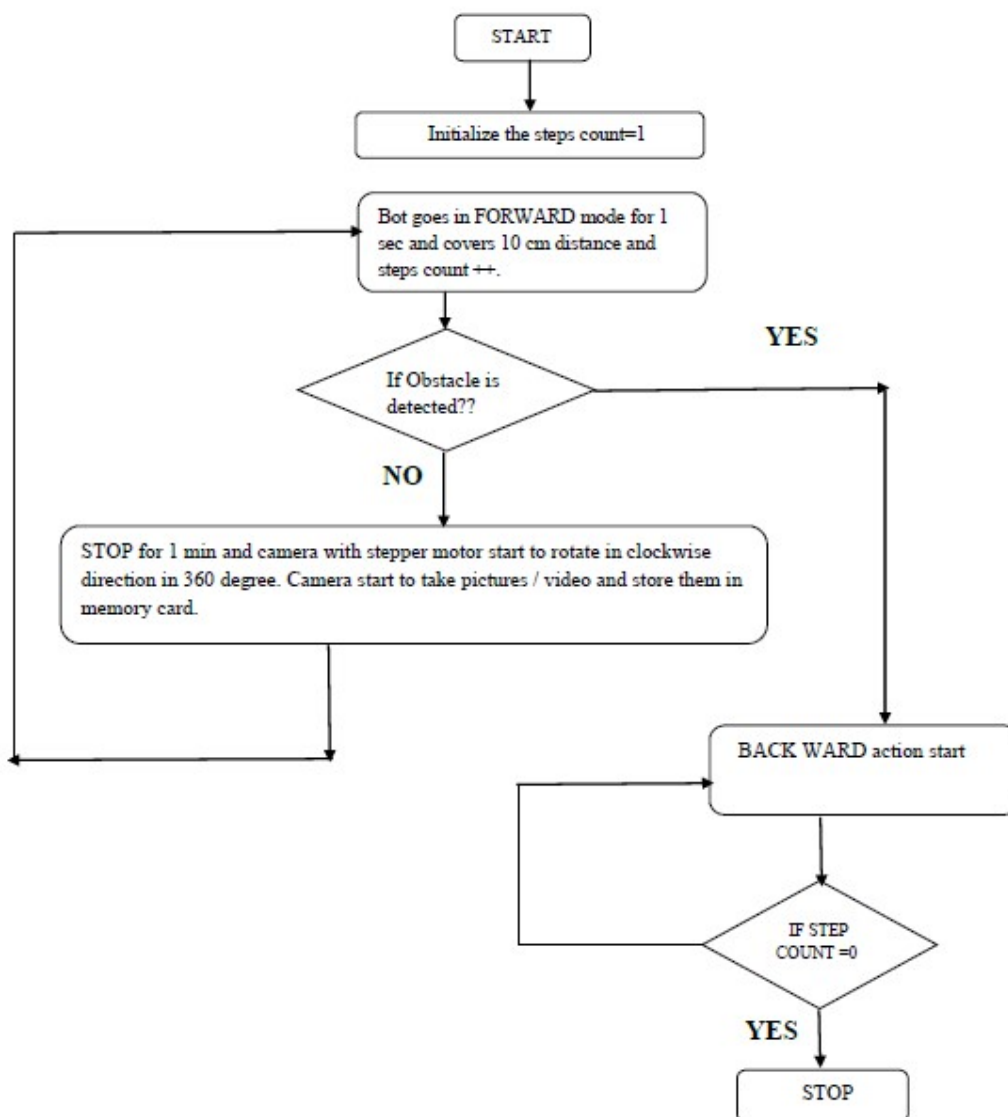 START
Initialize the steps count=1
Bot goes in FORWARD mode for 1
sec and covers 10 cm distance and
steps count ++.
YES
If Obstacle is
detected??
NO
STOP for 1 min and camera with stepper motor start to rotate in clockwise
direction in 360 degree. Camera start to take pictures / video and store them in
memory card.
BACK WARD action start
IF STEP
COUNT =0
YES
STOP